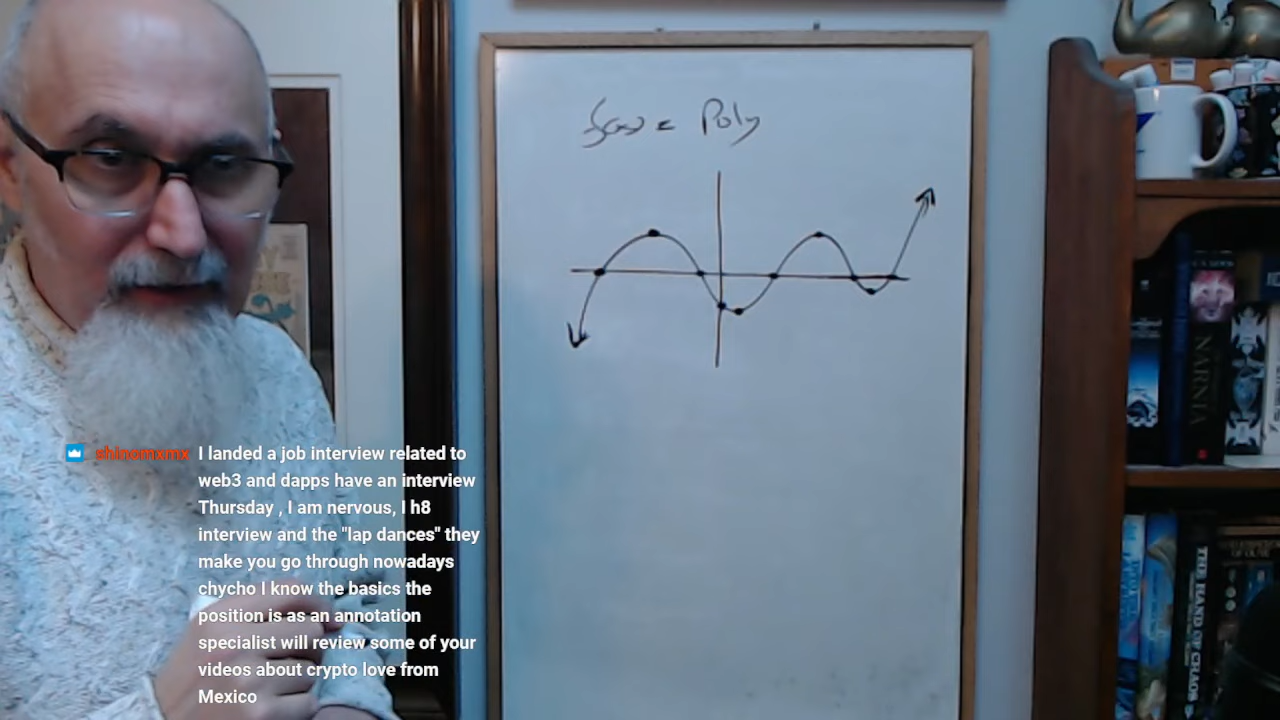 f(x) = Poly
shinomxmx I landed a job interview related to
web3 and dapps have an interview
Thursday , I am nervous, I h8
interview and the "lap dances" they
make you go through nowadays
chycho I know the basics the
position is as an annotation
specialist will review some of your
videos about crypto love from
Mexico
NARNIA
THE HAND OF CHAOS